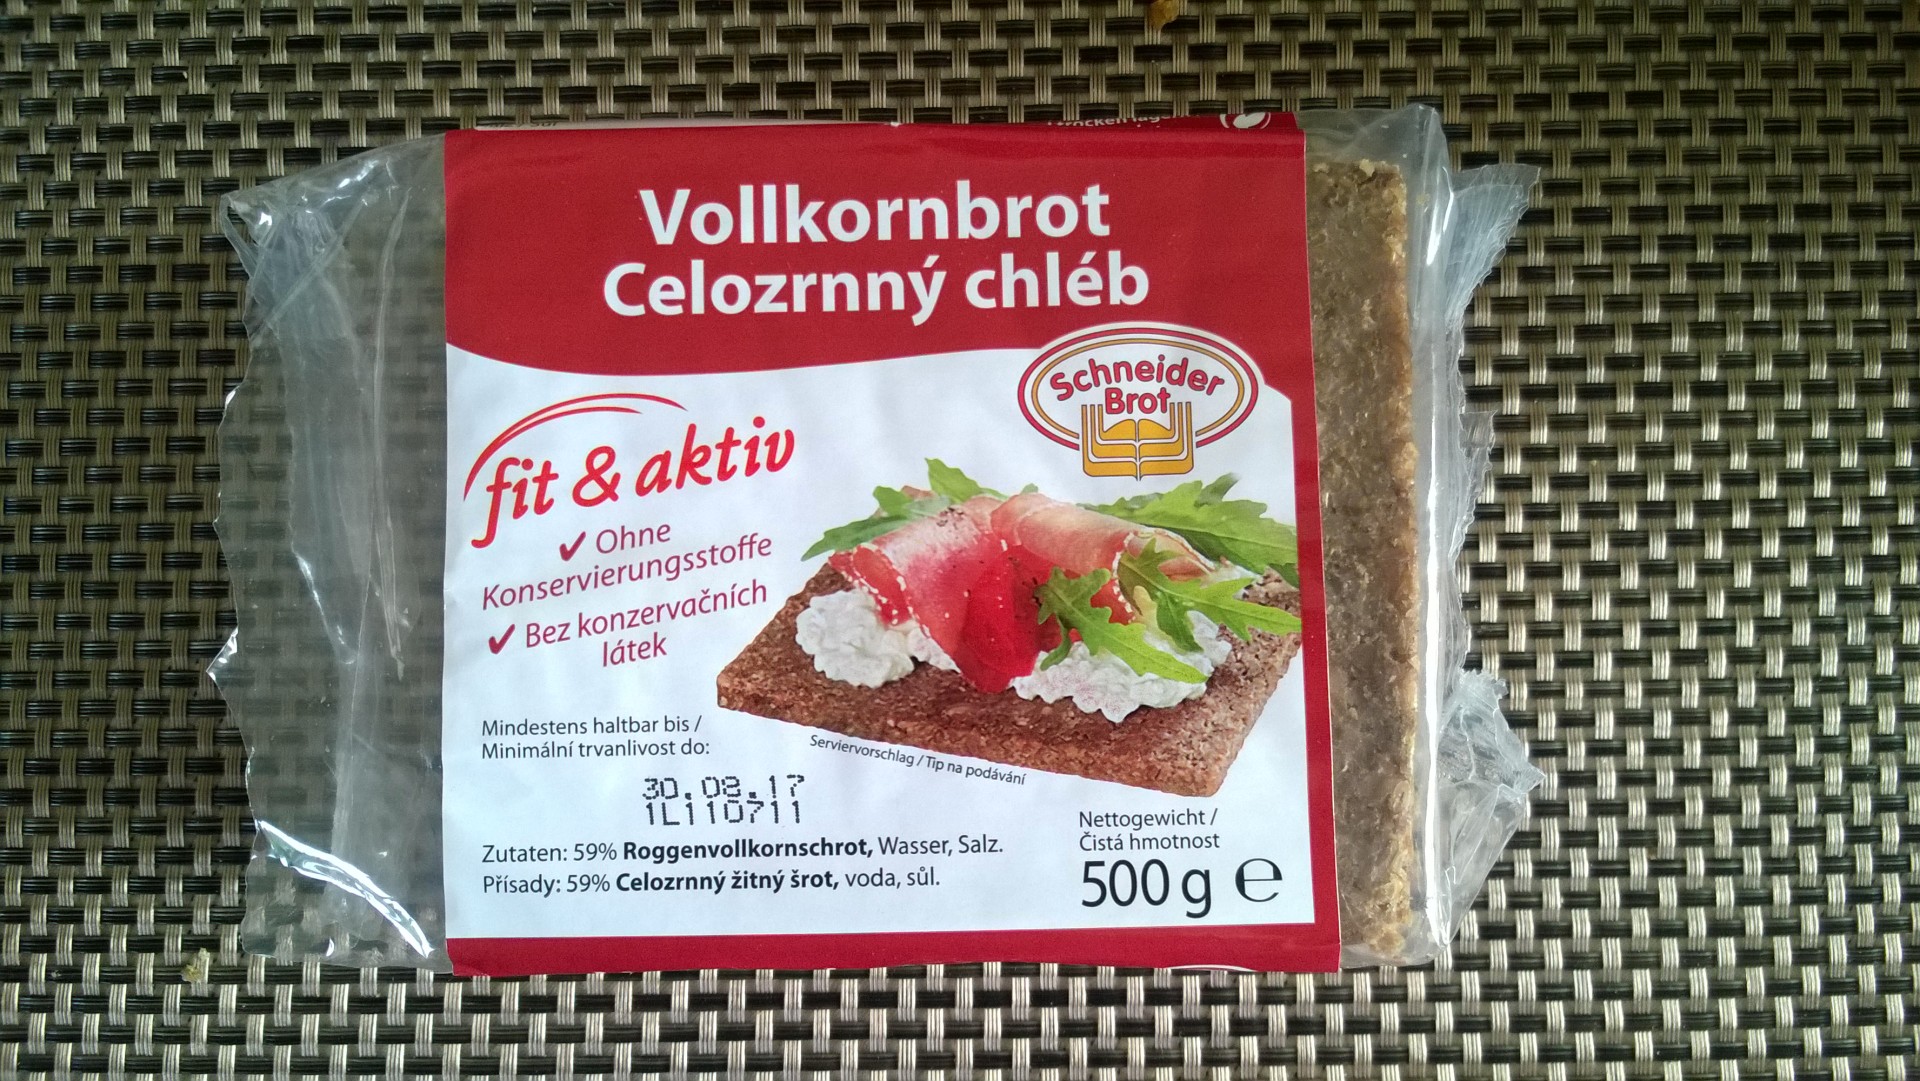 trocken
Vollkornbrot
Celozrnný chléb
Schneider
Brot
fit & aktiv
✓ Ohne
Konservierungsstoffe
✓ Bez konzervačních
látek
Mindestens haltbar bis /
Minimální trvanlivost do:
30.08.17
1L110711
Serviervorschlag / Tip na podávání
Zutaten: 59% Roggenvollkornschrot, Wasser, Salz.
Přísady: 59% Celozrnný žitný šrot, voda, sůl.
Nettogewicht /
Čistá hmotnost
500 g ℮